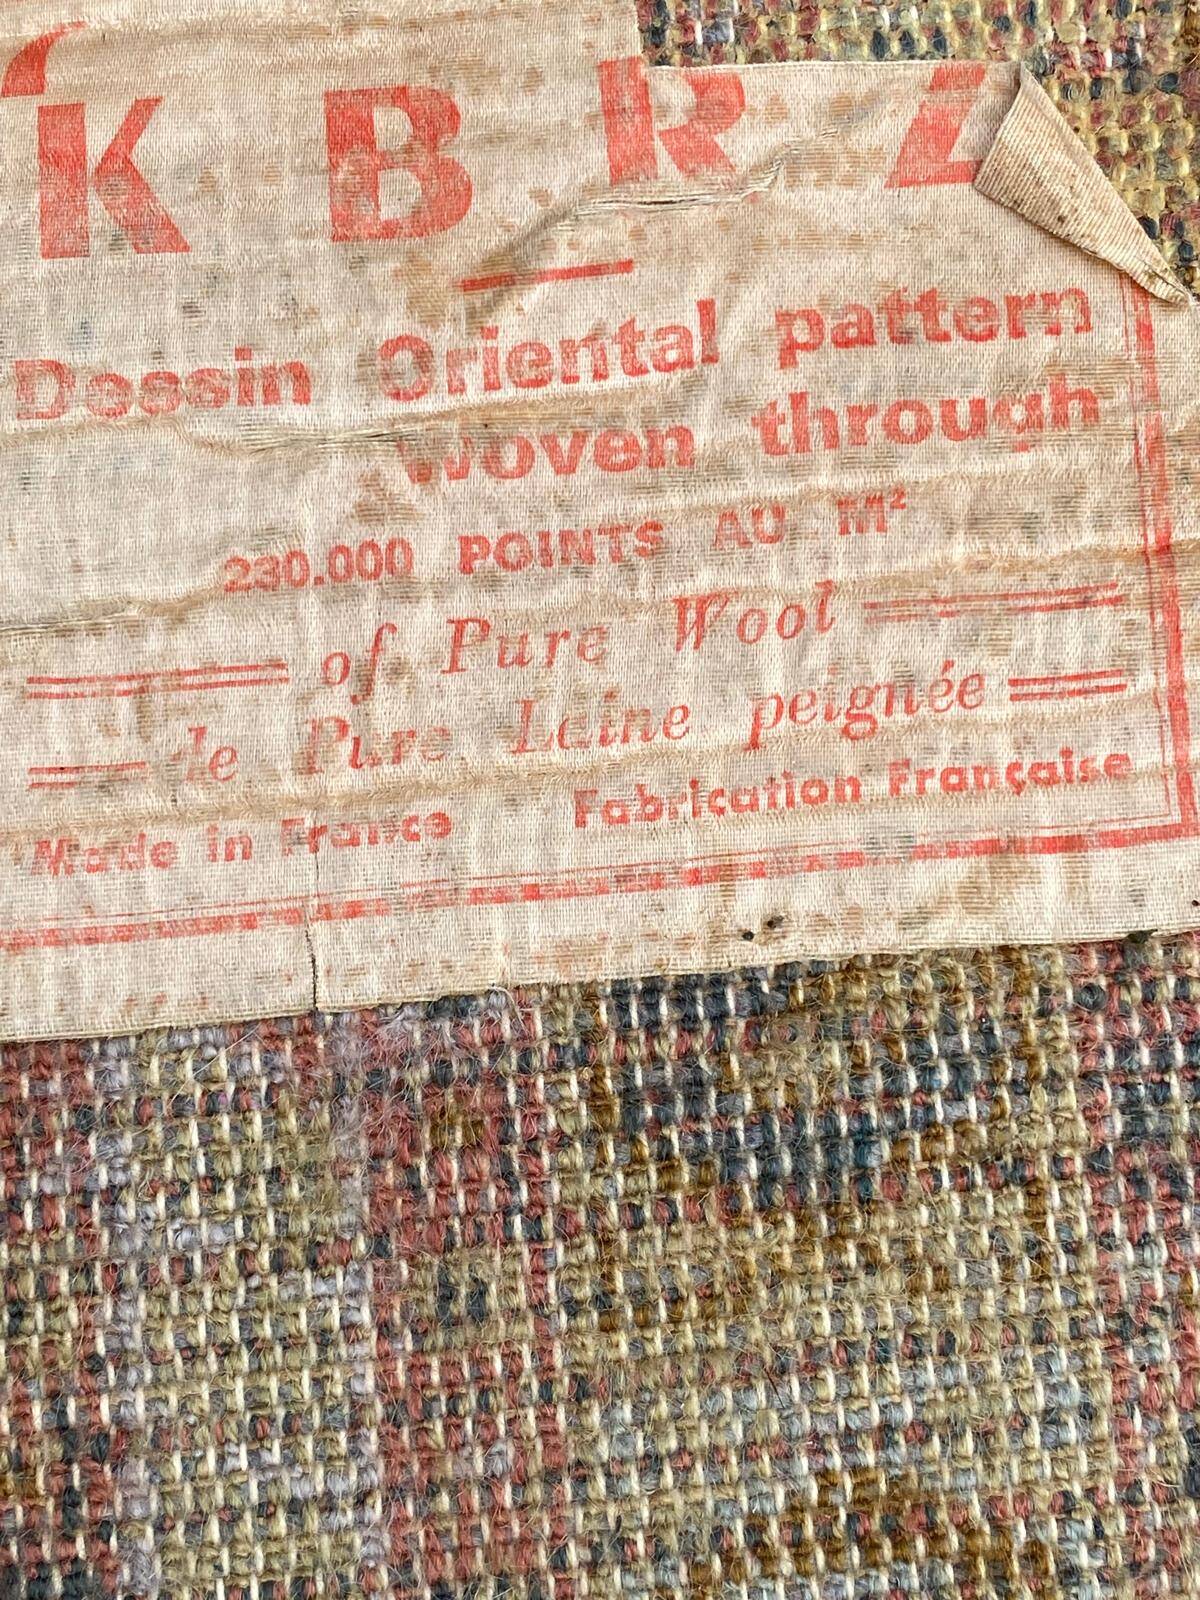 K B R Z
Dessin Oriental pattern
woven through
230.000 POINTS AU M²
of Pure Wool
de Pure Laine peignée
Made in France Fabrication Française